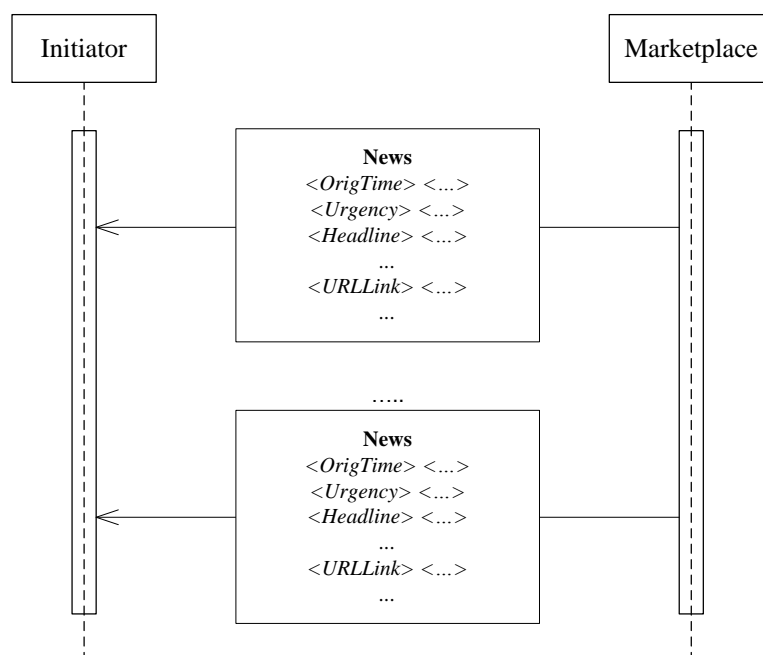 Initiator
Marketplace
News
<OrigTime> <...>
<Urgency> <...>
<Headline> <...>
...
<URLLink> <...>
...
.....
News
<OrigTime> <...>
<Urgency> <...>
<Headline> <...>
...
<URLLink> <...>
...